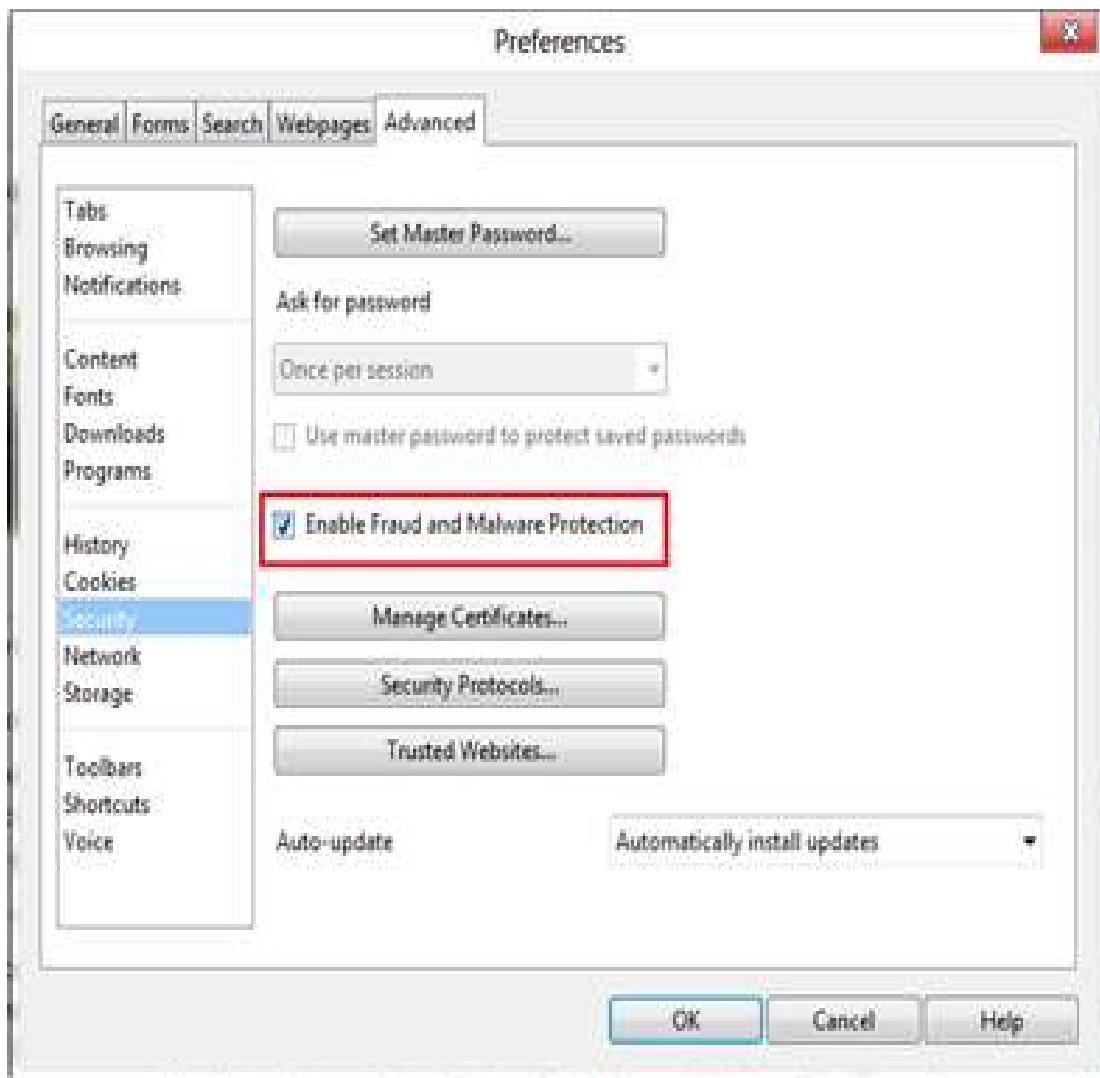 Preferences
General Forms Search Webpages Advanced
Tabs
Browsing
Notifications
Content
Fonts
Downloads
Programs
History
Cookies
Security
Network
Storage
Toolbars
Shortcuts
Voice
Set Master Password...
Ask for password
Once per session
Use master password to protect saved passwords
Enable Fraud and Malware Protection
Manage Certificates...
Security Protocols...
Trusted Websites...
Auto-update Automatically install updates
OK Cancel Help